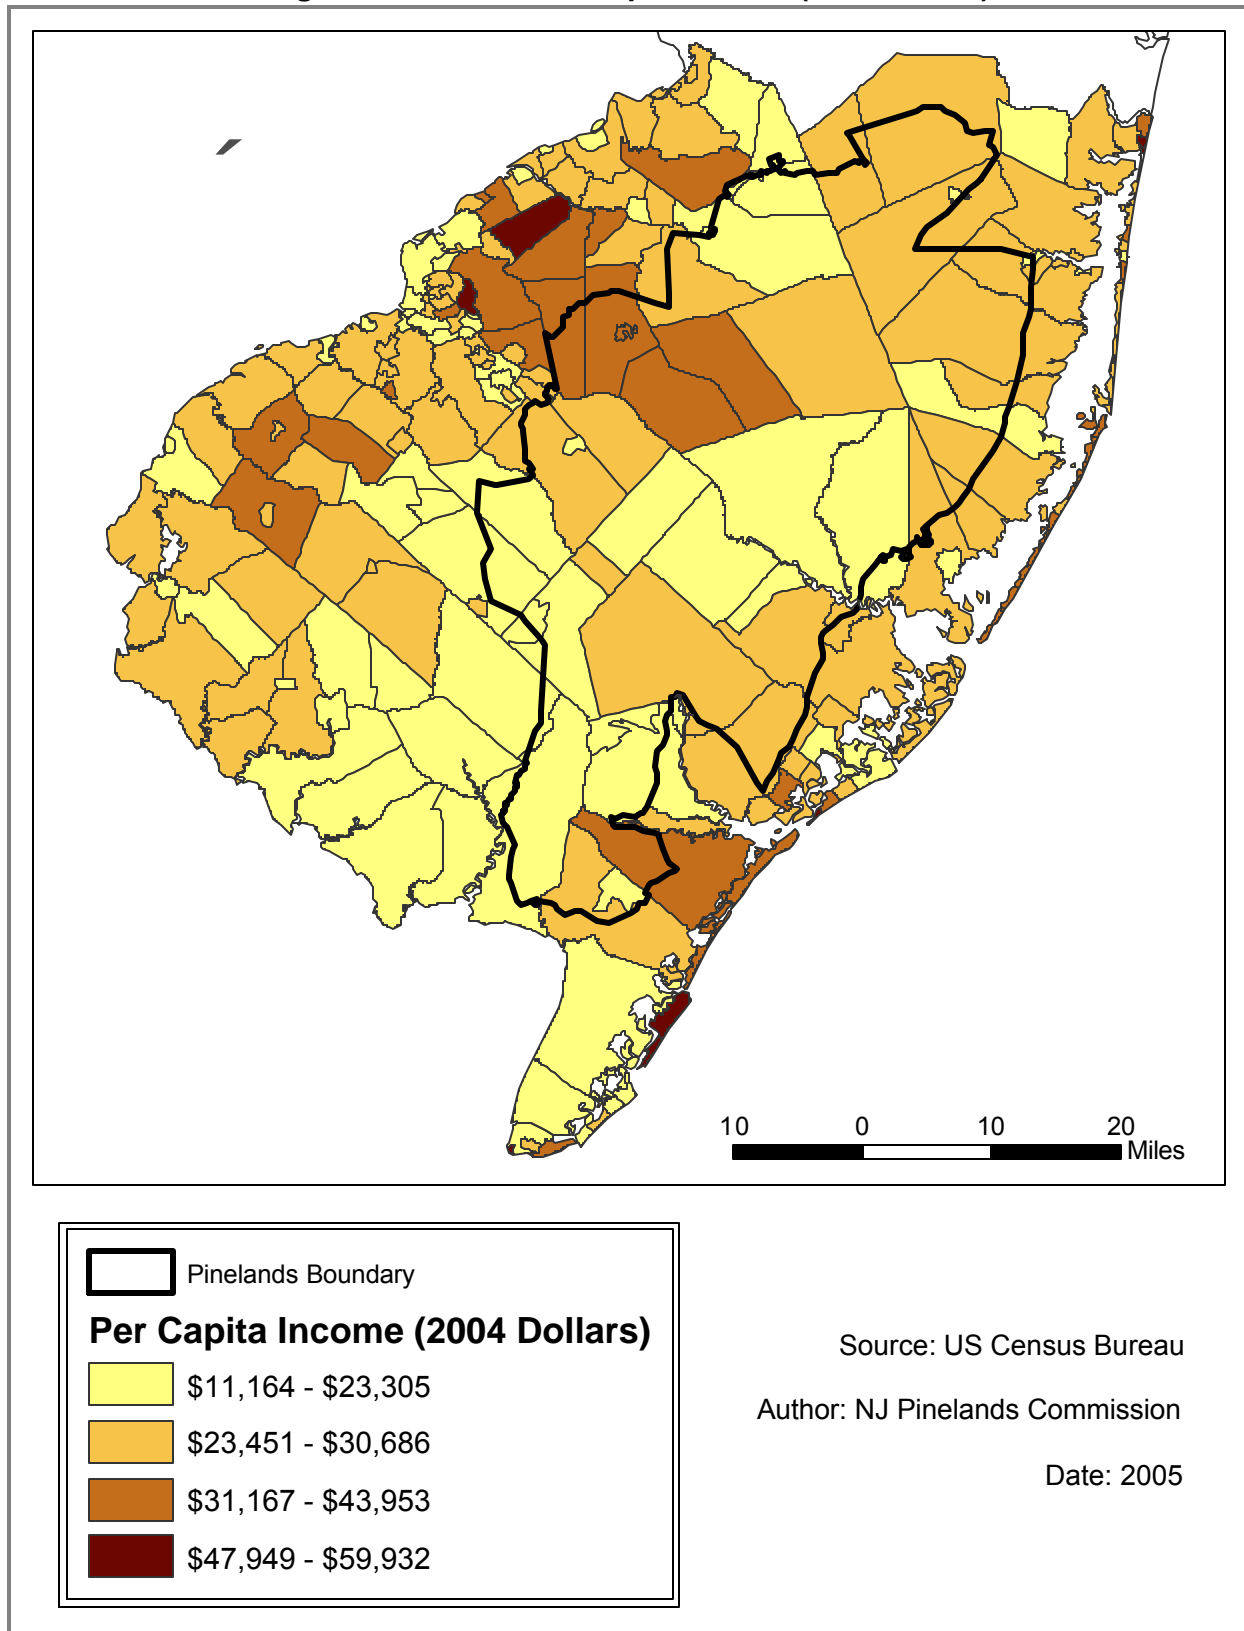 10 0 10 20
Miles
Pinelands Boundary
Per Capita Income (2004 Dollars)
$11,164 - $23,305
$23,451 - $30,686
$31,167 - $43,953
$47,949 - $59,932
Source: US Census Bureau
Author: NJ Pinelands Commission
Date: 2005